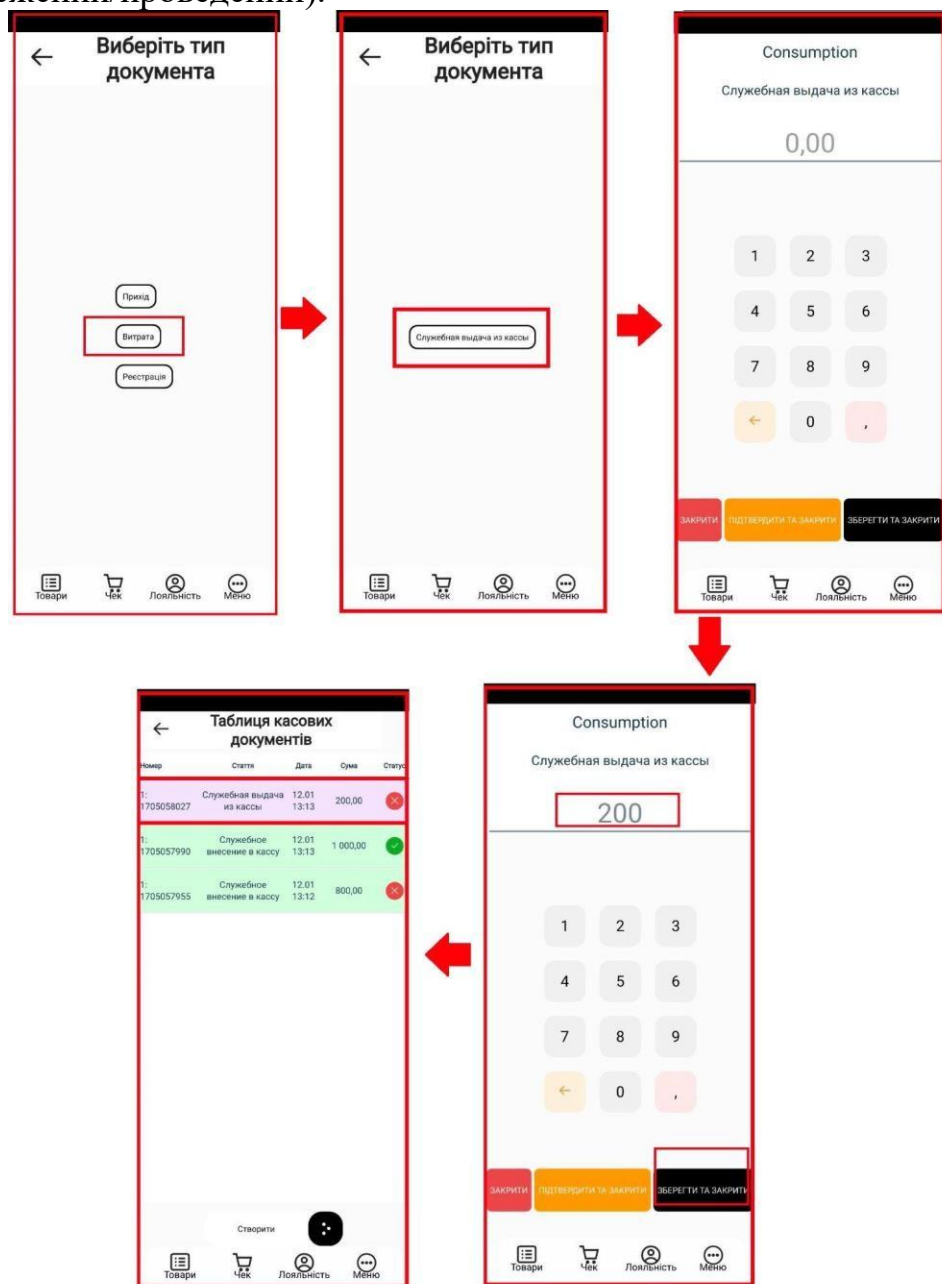 Виберіть тип
документа
Прихід
Витрата
Реєстрація
Товари Чек Лояльність Меню
Виберіть тип
документа
Служебная выдача из кассы
Товари Чек Лояльність Меню
Consumption
Служебная выдача из кассы
0,00
1 2 3
4 5 6
7 8 9
0 ,
ЗАКРИТИ ПІДТВЕРДИТИ ТА ЗАКРИТИ ЗБЕРЕГТИ ТА ЗАКРИТИ
Товари Чек Лояльність Меню
Таблиця касових
документів
Номер Стаття Дата Сума Статус
1: Служебная выдача 12.01 200,00
1705058027 из кассы 13:13
1: Служебное 12.01 1 000,00
1705057990 внесение в кассу 13:13
1: Служебное 12.01 800,00
1705057955 внесение в кассу 13:12
Створити
Товари Чек Лояльність Меню
Consumption
Служебная выдача из кассы
200
1 2 3
4 5 6
7 8 9
0 ,
ЗАКРИТИ ПІДТВЕРДИТИ ТА ЗАКРИТИ ЗБЕРЕГТИ ТА ЗАКРИТИ
Товари Чек Лояльність Меню